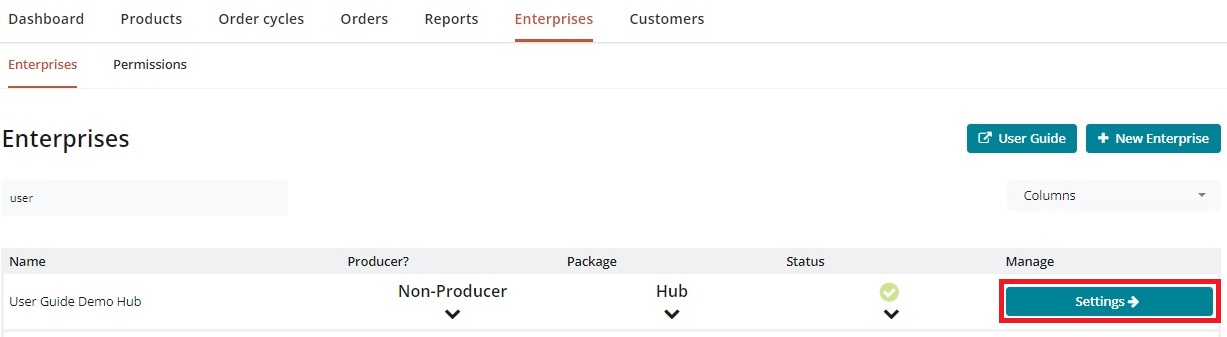 Dashboard Products Order cycles Orders Reports Enterprises Customers
Enterprises Permissions
Enterprises
User Guide New Enterprise
user Columns
Name Producer? Package Status Manage
User Guide Demo Hub Non-Producer Hub Settings